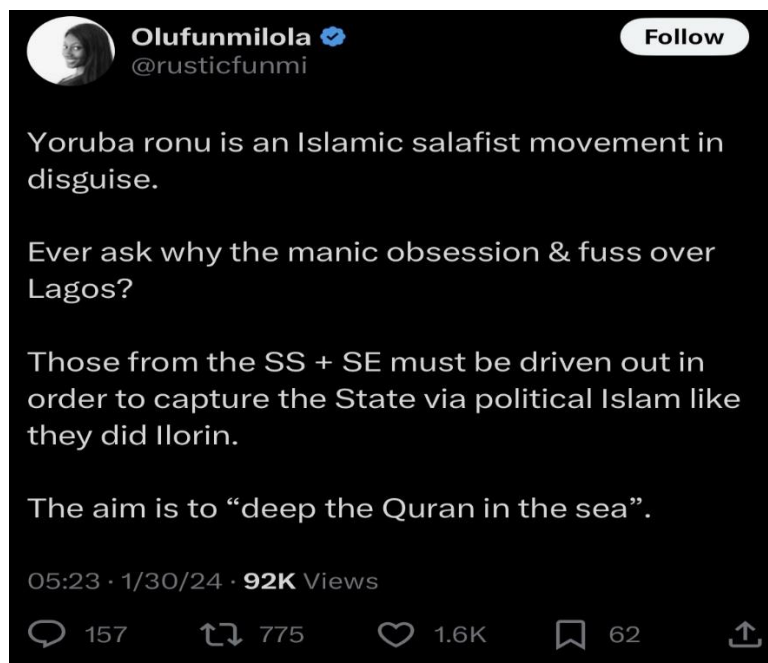 Olufunmilola
Follow
@rusticfunmi
Yoruba ronu is an Islamic salafist movement in
disguise.
Ever ask why the manic obsession & fuss over
Lagos?
Those from the SS + SE must be driven out in
order to capture the State via political Islam like
they did Ilorin.
The aim is to “deep the Quran in the sea”.
05:23 · 1/30/24 · 92K Views
157 775 1.6K 62